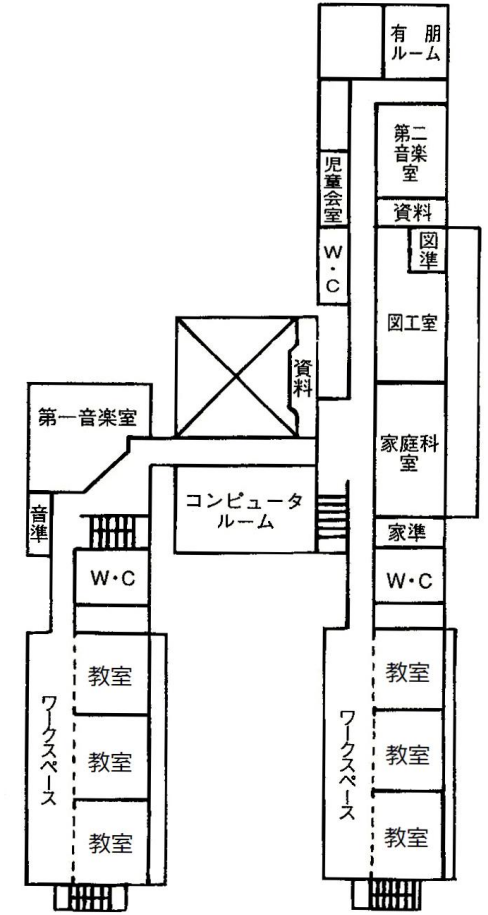 有朋
ルーム
第二
音楽
室
資料
児童会室
図
準
W・C
図工室
資料
第一音楽室
家庭科
室
コンピュータ
ルーム
音準
家準
W・C
W・C
教室
教室
教室
ワークスペース
教室
教室
教室
ワークスペース